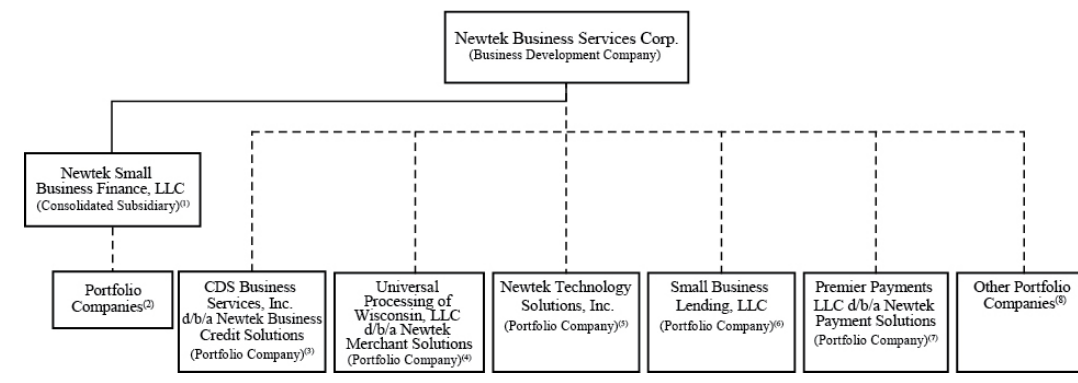 Newtek Business Services Corp.
(Business Development Company)
Newtek Small
Business Finance, LLC
(Consolidated Subsidiary)(1)
Portfolio
Companies(2)
CDS Business
Services, Inc.
d/b/a Newtek Business
Credit Solutions
(Portfolio Company)(3)
Universal
Processing of
Wisconsin, LLC
d/b/a Newtek
Merchant Solutions
(Portfolio Company)(4)
Newtek Technology
Solutions, Inc.
(Portfolio Company)(5)
Small Business
Lending, LLC
(Portfolio Company)(6)
Premier Payments
LLC d/b/a Newtek
Payment Solutions
(Portfolio Company)(7)
Other Portfolio
Companies(8)